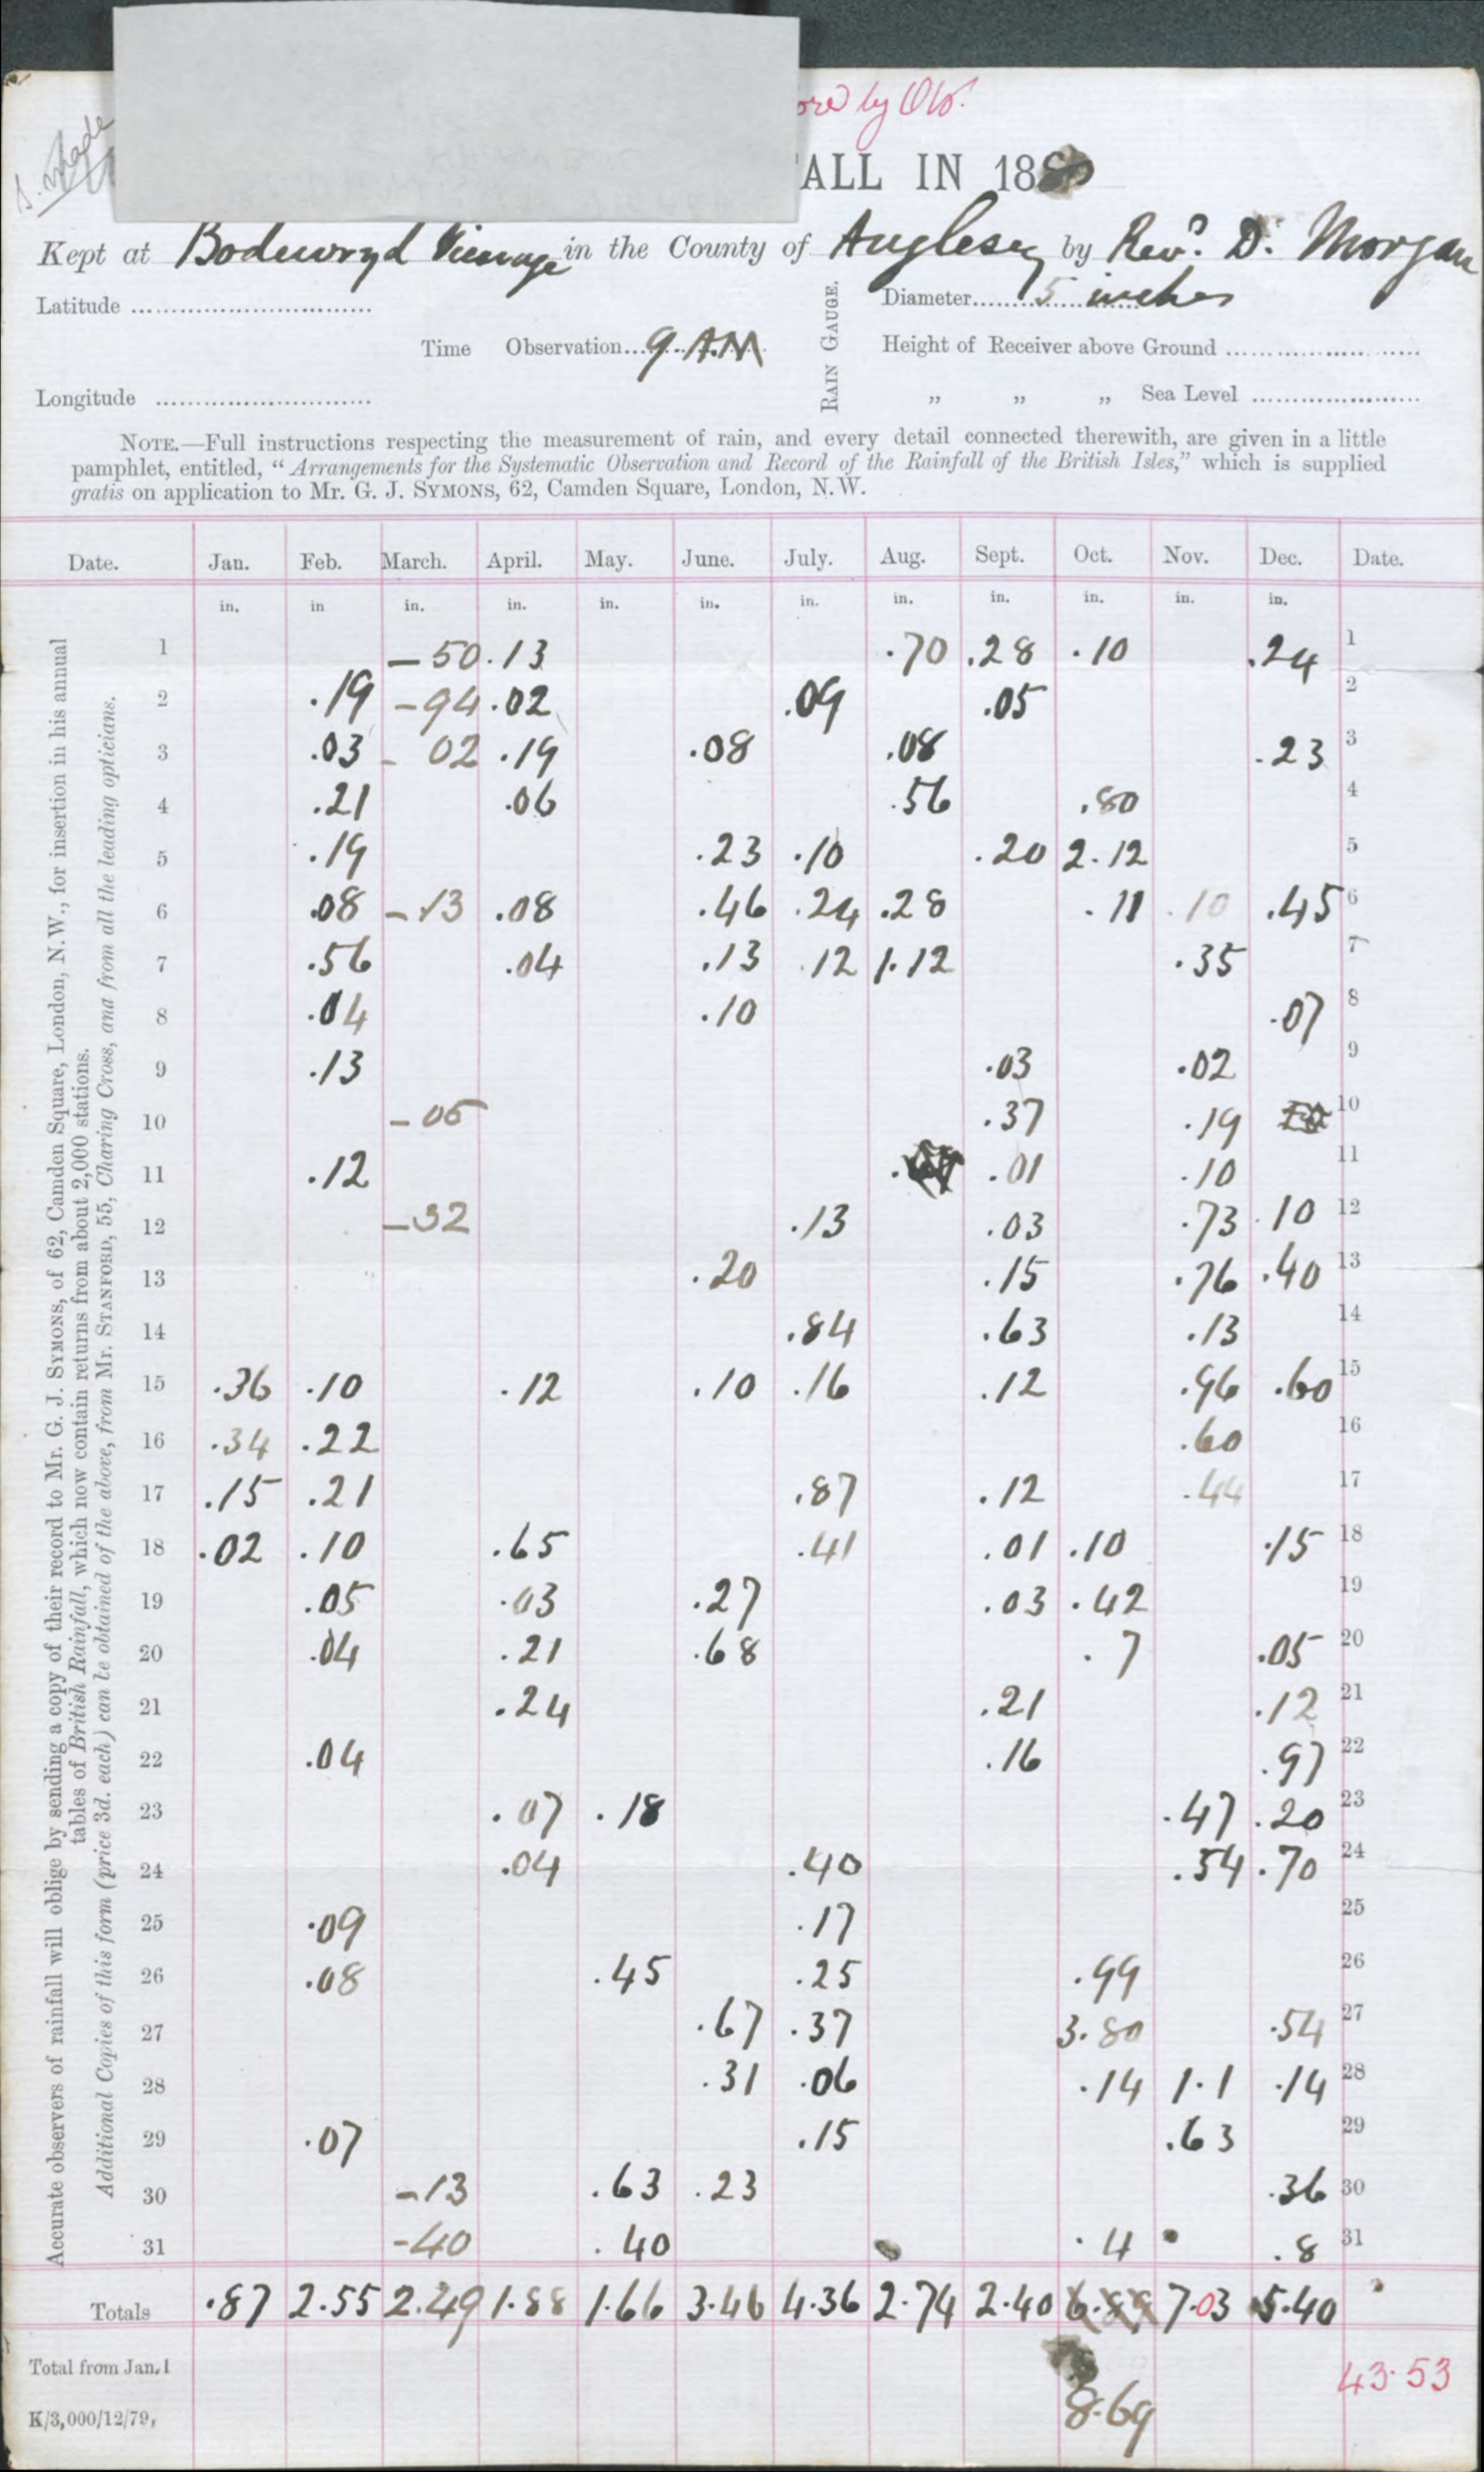 ore by Obr.
ALL IN 188
Kept at Bodewryd Vicarage in the County of Anglesey by Revd. D. Morgan
Latitude
Diameter 5 inches
Time Observation 9 A.M
RAIN GAUGE.
Height of Receiver above Ground
Longitude
„ „ „ Sea Level
NOTE.—Full instructions respecting the measurement of rain, and every detail connected therewith, are given in a little
pamphlet, entitled, “Arrangements for the Systematic Observation and Record of the Rainfall of the British Isles,” which is supplied
gratis on application to Mr. G. J. SYMONS, 62, Camden Square, London, N.W.
Date. Jan. Feb. March. April. May. June. July. Aug. Sept. Oct. Nov. Dec. Date.
in. in in. in. in. in. in. in. in. in. in. in.
1 –50 .13 .70 .28 .10 .24 1
2 .19 –94 .02 .09 .05 2
3 .03 – 02 .19 .08 .08 .23 3
4 .21 .06 .56 .80 4
5 .19 .23 .10 .20 2.12 5
6 .08 –13 .08 .46 .24 .28 .11 .10 .45 6
7 .56 .04 .13 .12 1.12 .35 7
8 .04 .10 .07 8
9 .13 .03 .02 9
10 –05 .37 .19 10
11 .12 .01 .10 11
12 –32 .13 .03 .73 .10 12
13 .20 .15 .76 .40 13
14 .84 .63 .13 14
15 .36 .10 .12 .10 .16 .12 .96 .60 15
16 .34 .22 .60 16
17 .15 .21 .87 .12 .44 17
18 .02 .10 .65 .41 .01 .10 .15 18
19 .05 .03 .27 .03 .42 19
20 .04 .21 .68 .7 .05 20
21 .24 .21 .12 21
22 .04 .16 .97 22
23 .07 .18 .47 .20 23
24 .04 .40 .54 .70 24
25 .09 .17 25
26 .08 .45 .25 .99 26
27 .67 .37 3.80 .54 27
28 .31 .06 .14 1.1 .14 28
29 .07 .15 .63 29
30 –13 .63 .23 .36 30
31 –40 .40 .4 .8 31
Totals .87 2.55 2.49 1.88 1.66 3.46 4.36 2.74 2.40 6.89 7.03 5.40
Total from Jan. 1 43.53
8.69
K/3,000/12/79,
Accurate observers of rainfall will oblige by sending a copy of their record to Mr. G. J. SYMONS, of 62, Camden Square, London, N.W., for insertion in his annual
tables of British Rainfall, which now contain returns from about 2,000 stations.
Additional Copies of this form (price 3d. each) can be obtained of the above, from Mr. STANFORD, 55, Charing Cross, and from all the leading opticians.